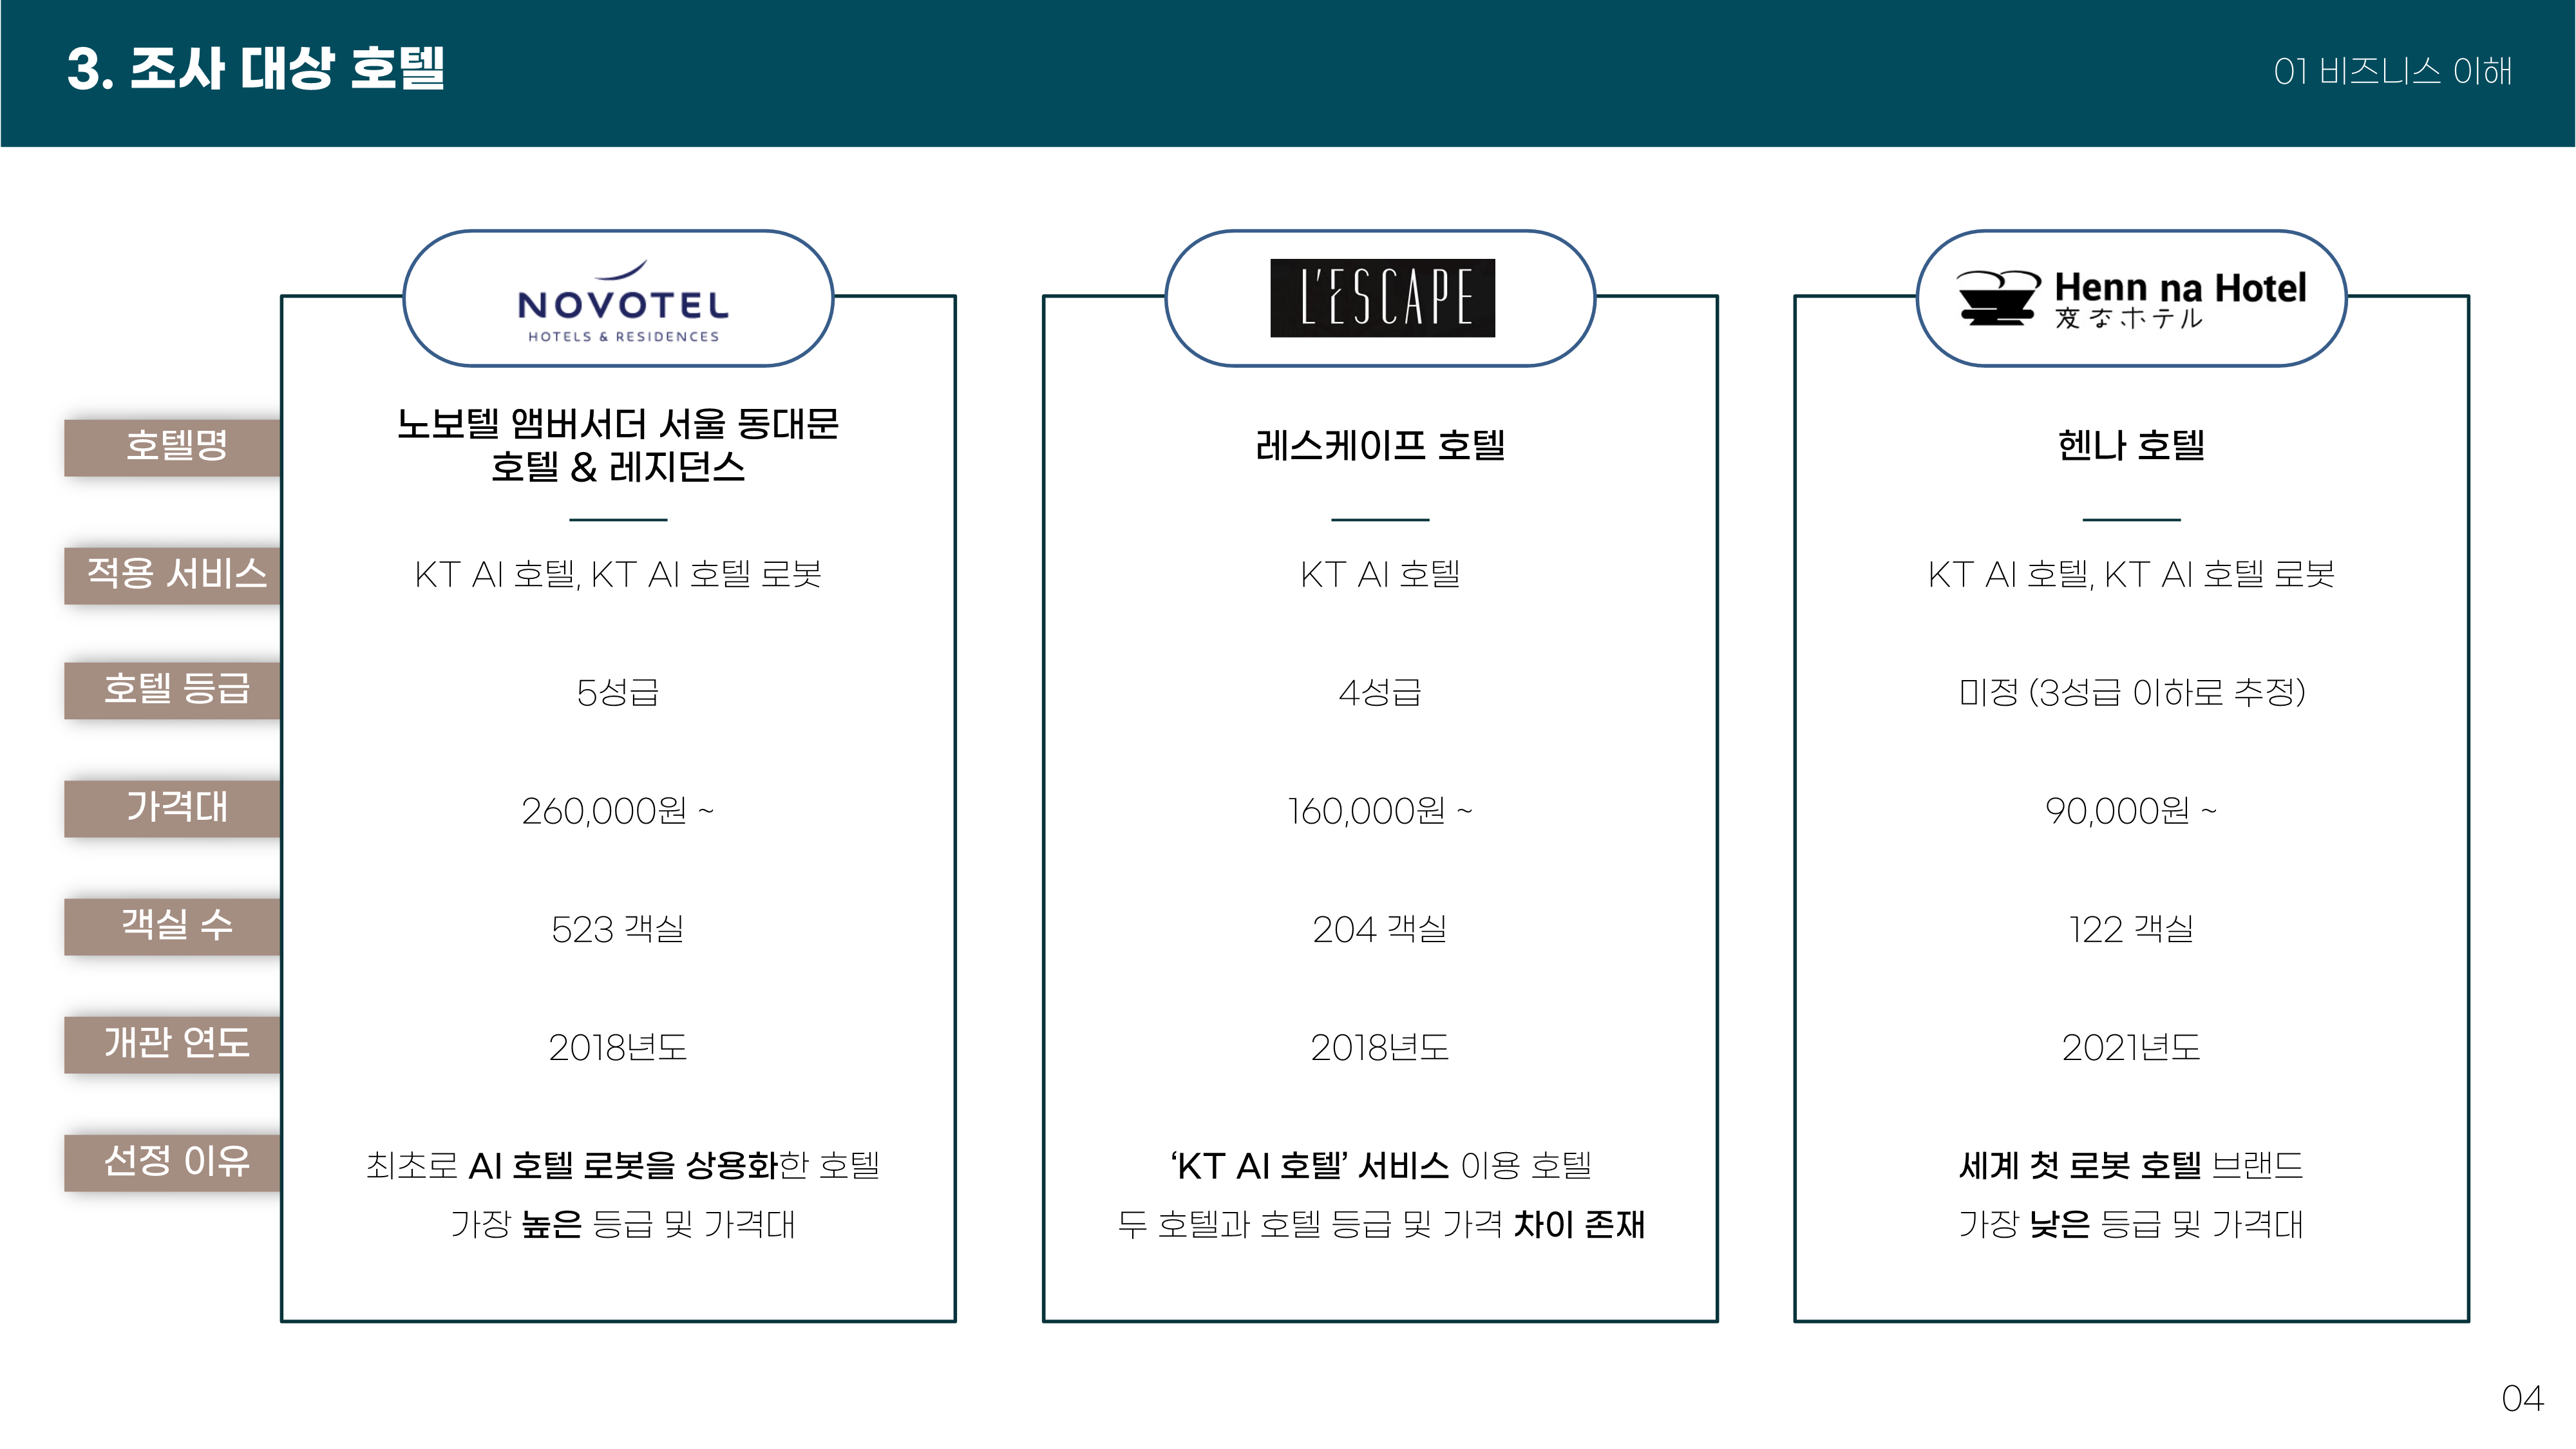 3. 조사 대상 호텔
01 비즈니스 이해
NOVOTEL
HOTELS & RESIDENCES
L'ESCAPE
Henn na Hotel
変なホテル
호텔명
노보텔 앰버서더 서울 동대문
호텔 & 레지던스
레스케이프 호텔
헨나 호텔
적용 서비스
KT AI 호텔, KT AI 호텔 로봇
KT AI 호텔
KT AI 호텔, KT AI 호텔 로봇
호텔 등급
5성급
4성급
미정 (3성급 이하로 추정)
가격대
260,000원 ~
160,000원 ~
90,000원 ~
객실 수
523 객실
204 객실
122 객실
개관 연도
2018년도
2018년도
2021년도
선정 이유
최초로 AI 호텔 로봇을 상용화한 호텔
가장 높은 등급 및 가격대
‘KT AI 호텔’ 서비스 이용 호텔
두 호텔과 호텔 등급 및 가격 차이 존재
세계 첫 로봇 호텔 브랜드
가장 낮은 등급 및 가격대
04